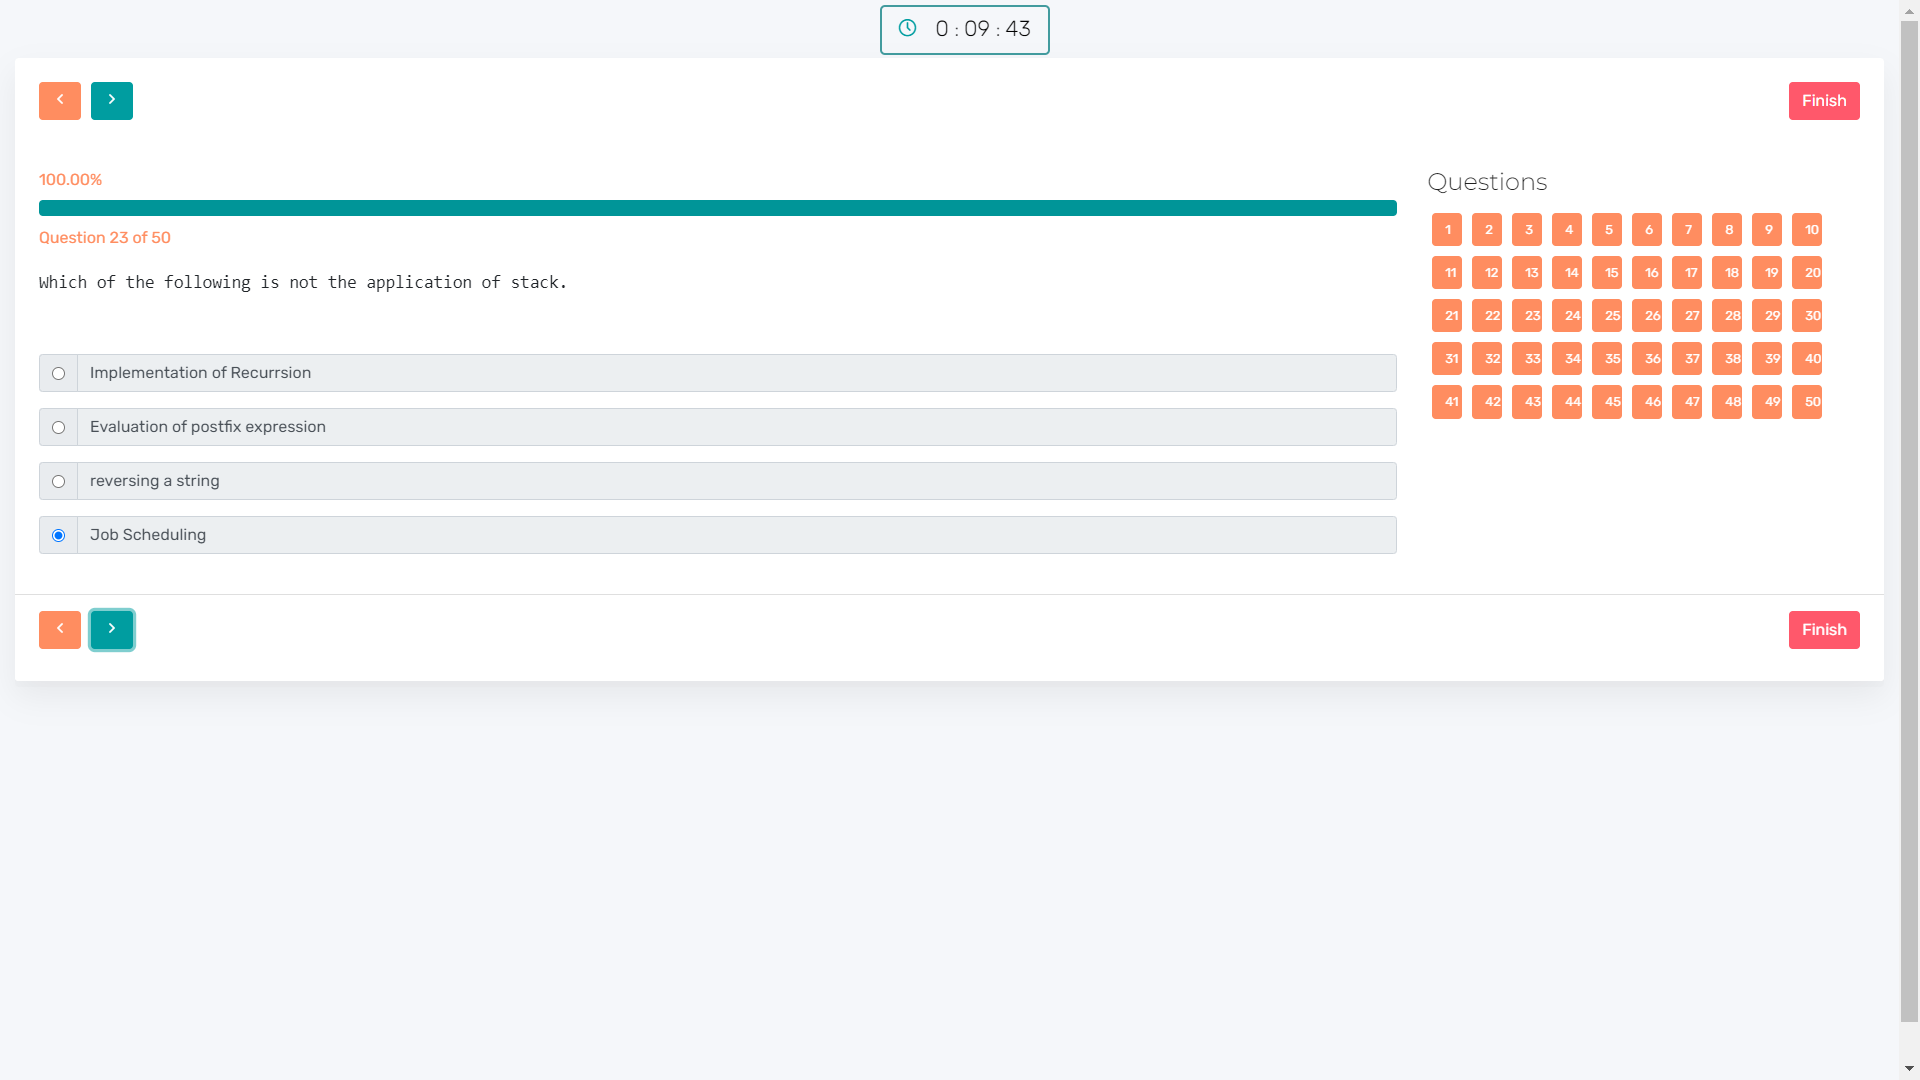 0 : 09 : 43
Finish
100.00%
Question 23 of 50
Which of the following is not the application of stack.
Implementation of Recurrsion
Evaluation of postfix expression
reversing a string
Job Scheduling
Questions
1 2 3 4 5 6 7 8 9 10
11 12 13 14 15 16 17 18 19 20
21 22 23 24 25 26 27 28 29 30
31 32 33 34 35 36 37 38 39 40
41 42 43 44 45 46 47 48 49 50
Finish